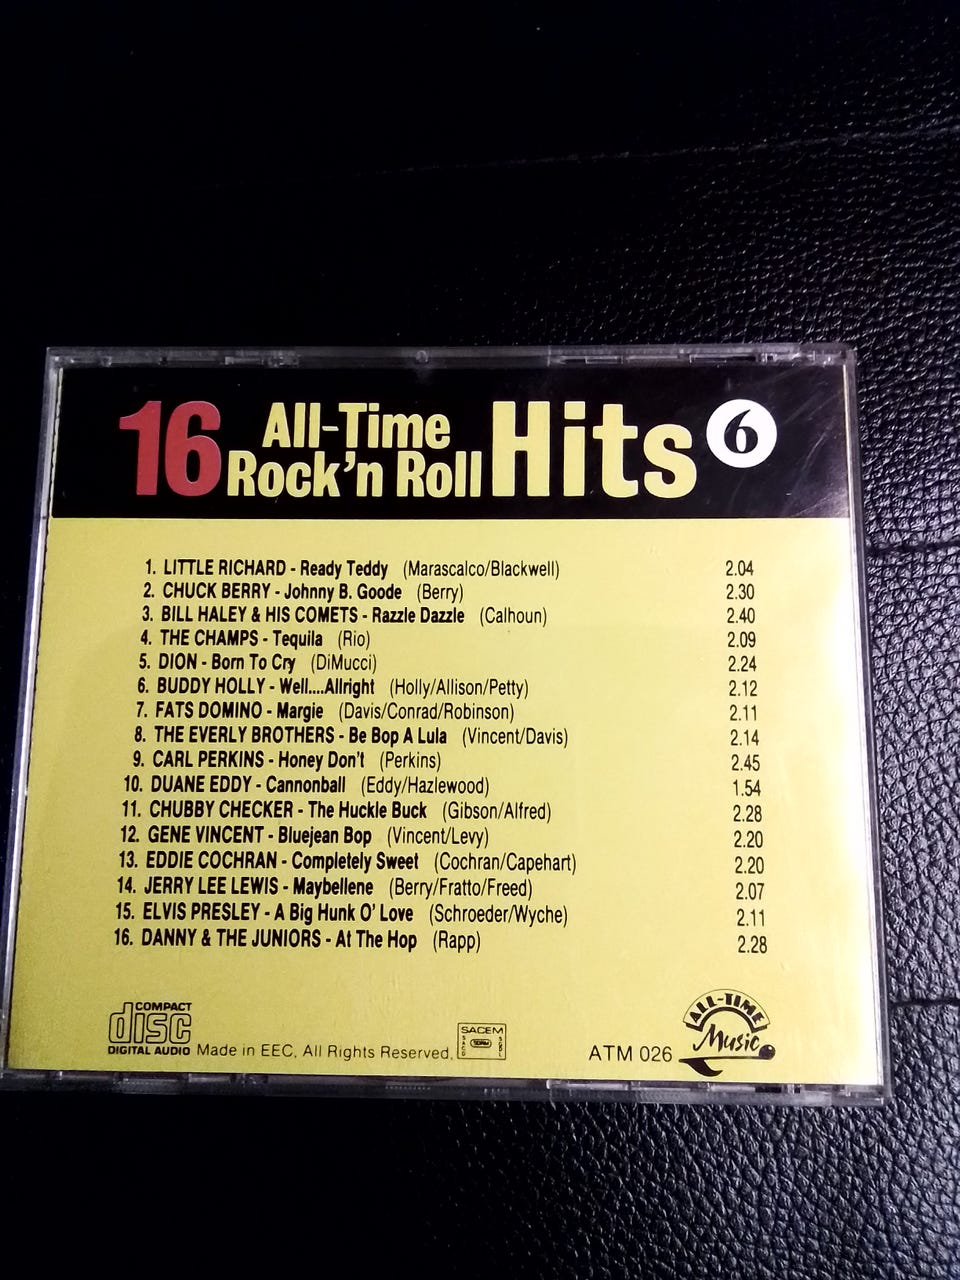 16 All-Time Rock'n Roll Hits 6
1. LITTLE RICHARD - Ready Teddy (Marascalco/Blackwell) 2.04
2. CHUCK BERRY - Johnny B. Goode (Berry) 2.30
3. BILL HALEY & HIS COMETS - Razzle Dazzle (Calhoun) 2.40
4. THE CHAMPS - Tequila (Rio) 2.09
5. DION - Born To Cry (DiMucci) 2.24
6. BUDDY HOLLY - Well....Allright (Holly/Allison/Petty) 2.12
7. FATS DOMINO - Margie (Davis/Conrad/Robinson) 2.11
8. THE EVERLY BROTHERS - Be Bop A Lula (Vincent/Davis) 2.14
9. CARL PERKINS - Honey Don't (Perkins) 2.45
10. DUANE EDDY - Cannonball (Eddy/Hazlewood) 1.54
11. CHUBBY CHECKER - The Huckle Buck (Gibson/Alfred) 2.28
12. GENE VINCENT - Bluejean Bop (Vincent/Levy) 2.20
13. EDDIE COCHRAN - Completely Sweet (Cochran/Capehart) 2.20
14. JERRY LEE LEWIS - Maybellene (Berry/Fratto/Freed) 2.07
15. ELVIS PRESLEY - A Big Hunk O' Love (Schroeder/Wyche) 2.11
16. DANNY & THE JUNIORS - At The Hop (Rapp) 2.28
COMPACT
disc
DIGITAL AUDIO
Made in EEC, All Rights Reserved,
SACEM
ATM 026
ALL-TIME
Music